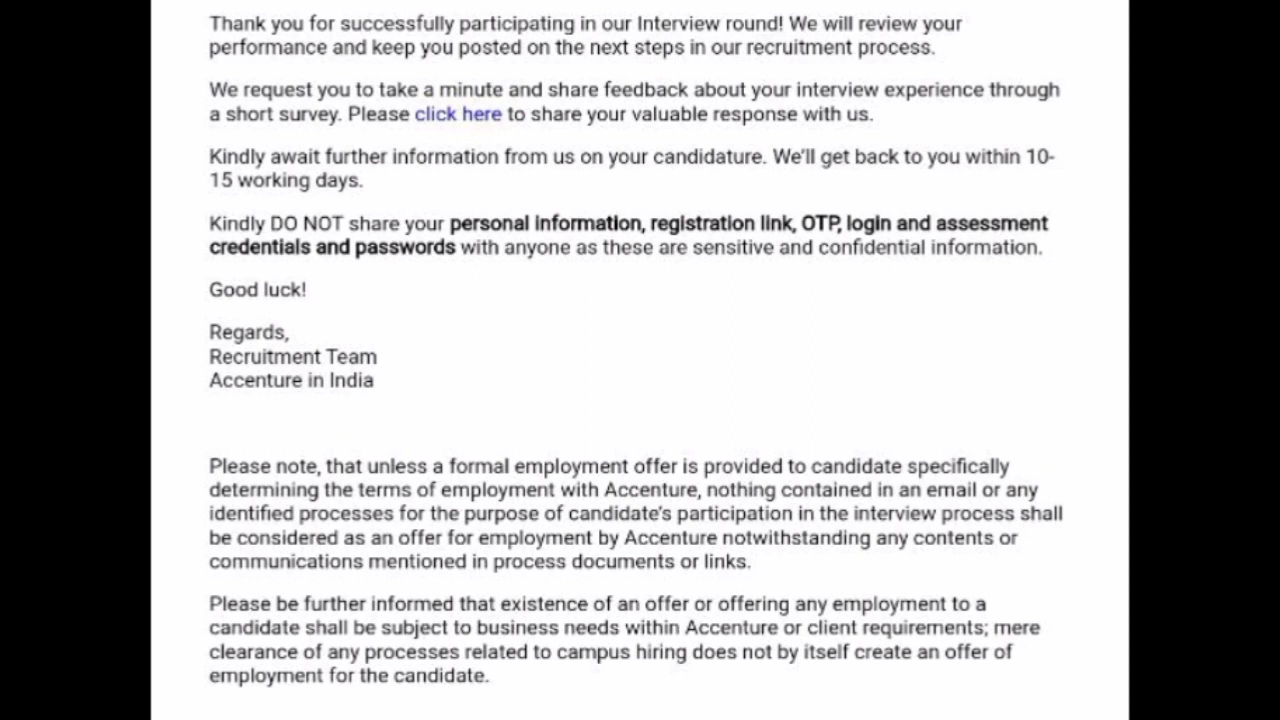 Thank you for successfully participating in our Interview round! We will review your
performance and keep you posted on the next steps in our recruitment process.
We request you to take a minute and share feedback about your interview experience through
a short survey. Please click here to share your valuable response with us.
Kindly await further information from us on your candidature. We'll get back to you within 10-
15 working days.
Kindly DO NOT share your personal information, registration link, OTP, login and assessment
credentials and passwords with anyone as these are sensitive and confidential information.
Good luck!
Regards,
Recruitment Team
Accenture in India
Please note, that unless a formal employment offer is provided to candidate specifically
determining the terms of employment with Accenture, nothing contained in an email or any
identified processes for the purpose of candidate's participation in the interview process shall
be considered as an offer for employment by Accenture notwithstanding any contents or
communications mentioned in process documents or links.
Please be further informed that existence of an offer or offering any employment to a
candidate shall be subject to business needs within Accenture or client requirements; mere
clearance of any processes related to campus hiring does not by itself create an offer of
employment for the candidate.